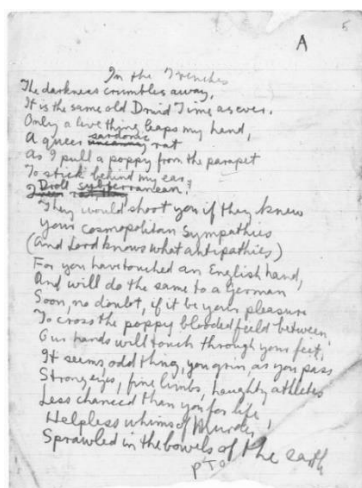 A
5
In the Trenches
The darkness crumbles away,
It is the same old Druid Time as ever.
Only a live thing leaps my hand,
A queer sardonic rat
As I pull a poppy from the parapet
To stick behind my ear;
Droll subterranean,
They would shoot you if they knew
Your cosmopolitan sympathies
(And Lord knows what antipathies)
For you have touched an English hand,
And will do the same to a German
Soon, no doubt, if it be your pleasure
To cross the poppy blooded field between.
Our hands will touch through your feet,
It seems, odd thing, you grin, as you pass
Strong eyes, fine limbs, haughty athletes
Less chanced than you for life,
Helpless whims of Murder,
Sprawled in the bowels of the earth
PTO